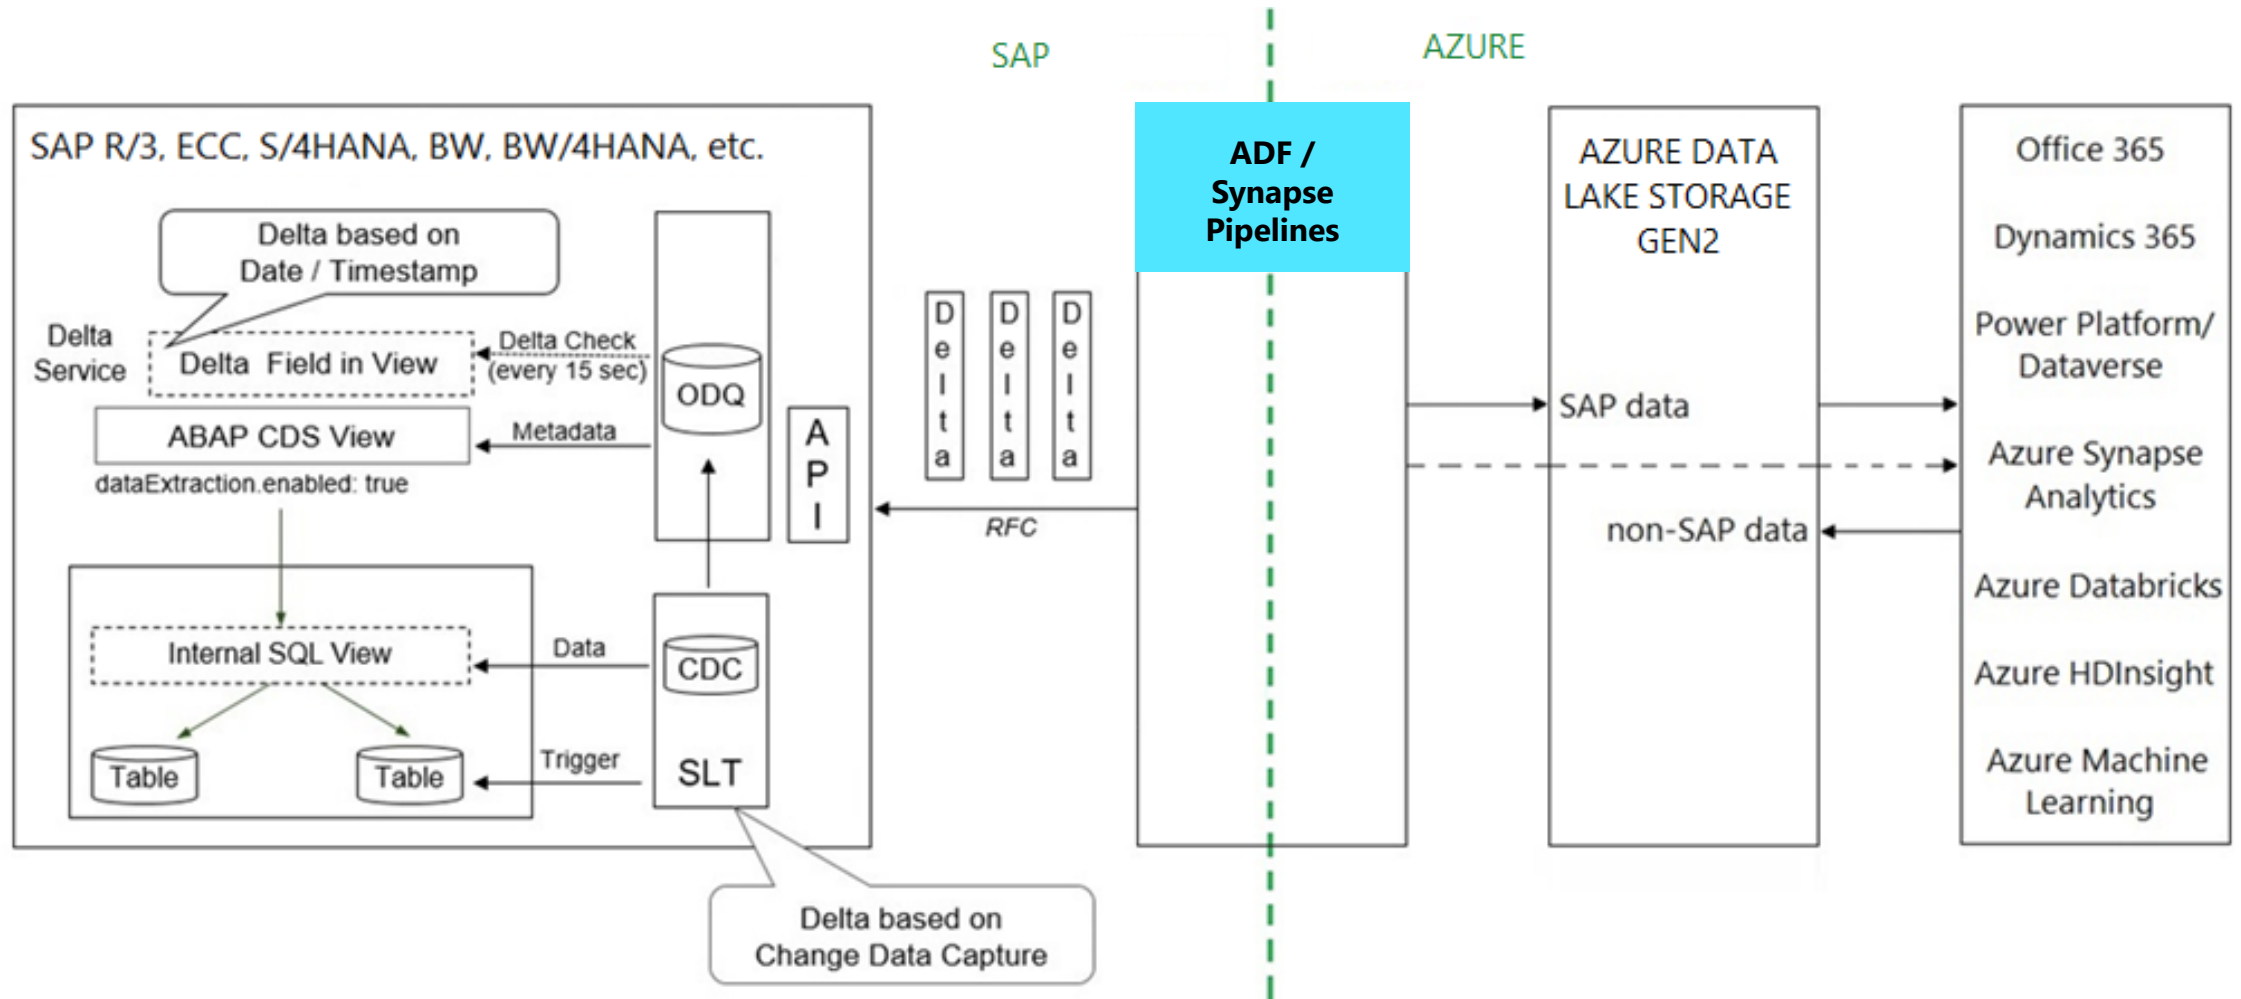 SAP
AZURE
SAP R/3, ECC, S/4HANA, BW, BW/4HANA, etc.
Delta based on
Date / Timestamp
Delta
Service
Delta Field in View
Delta Check
(every 15 sec)
ODQ
ABAP CDS View
Metadata
dataExtraction.enabled: true
API
Internal SQL View
Data
CDC
Table
Table
Trigger
SLT
Delta based on
Change Data Capture
Delta
Delta
Delta
RFC
ADF /
Synapse
Pipelines
AZURE DATA
LAKE STORAGE
GEN2
SAP data
non-SAP data
Office 365
Dynamics 365
Power Platform/
Dataverse
Azure Synapse
Analytics
Azure Databricks
Azure HDInsight
Azure Machine
Learning